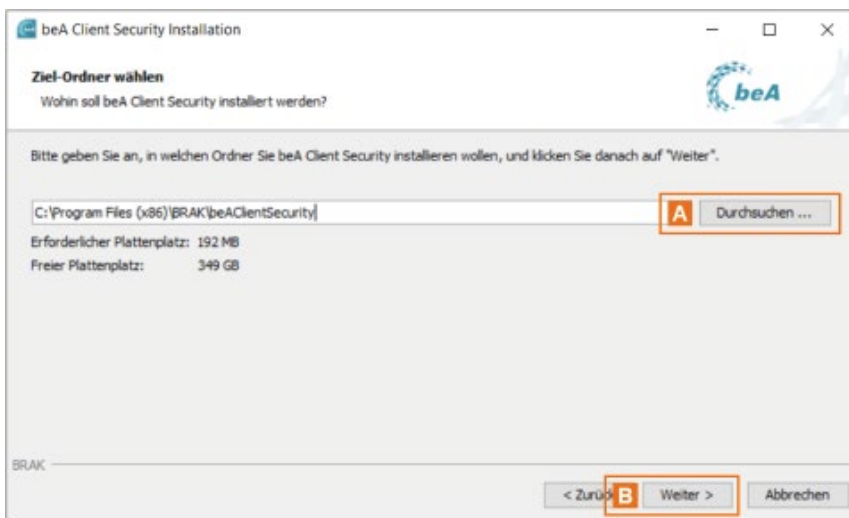 beA Client Security Installation
Ziel-Ordner wählen
Wohin soll beA Client Security installiert werden?
beA
Bitte geben Sie an, in welchen Ordner Sie beA Client Security installieren wollen, und klicken Sie danach auf "Weiter".
C:\Program Files (x86)\BRAK\beAClientSecurity
A Durchsuchen ...
Erforderlicher Plattenplatz: 192 MB
Freier Plattenplatz: 349 GB
BRAK
< Zurück B Weiter > Abbrechen